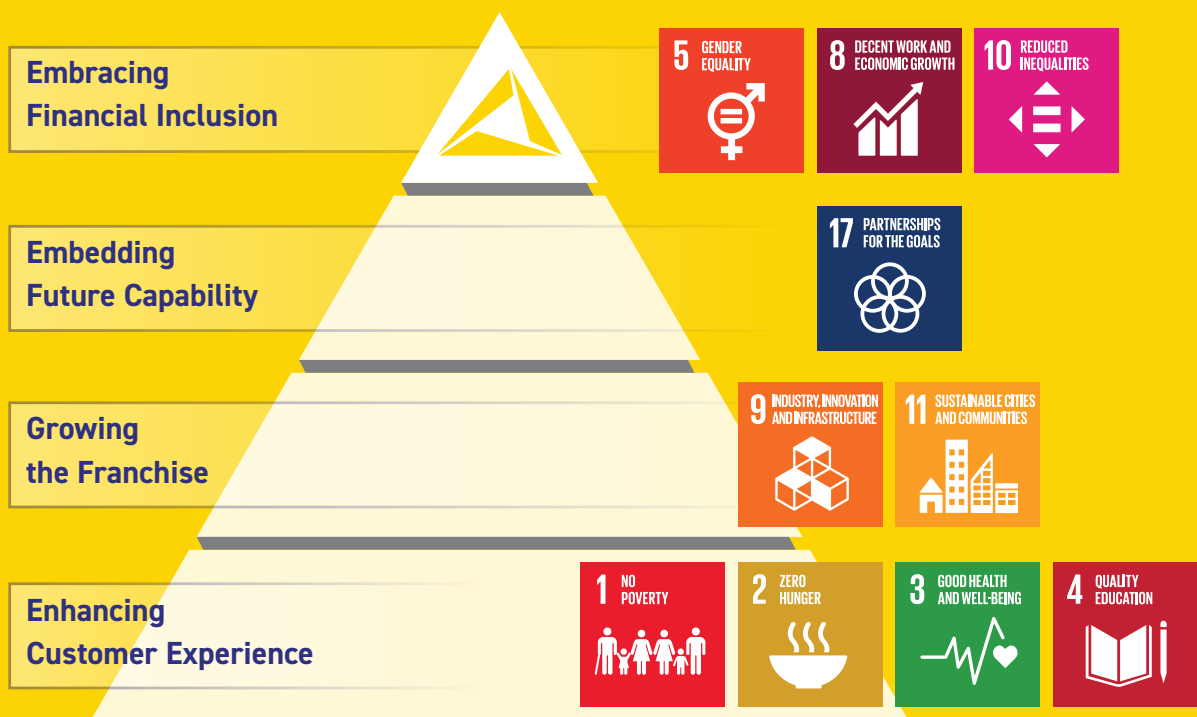 Embracing
Financial Inclusion
5 GENDER
EQUALITY
8 DECENT WORK AND
ECONOMIC GROWTH
10 REDUCED
INEQUALITIES
Embedding
Future Capability
17 PARTNERSHIPS
FOR THE GOALS
Growing
the Franchise
9 INDUSTRY, INNOVATION
AND INFRASTRUCTURE
11 SUSTAINABLE CITIES
AND COMMUNITIES
Enhancing
Customer Experience
1 NO
POVERTY
2 ZERO
HUNGER
3 GOOD HEALTH
AND WELL-BEING
4 QUALITY
EDUCATION